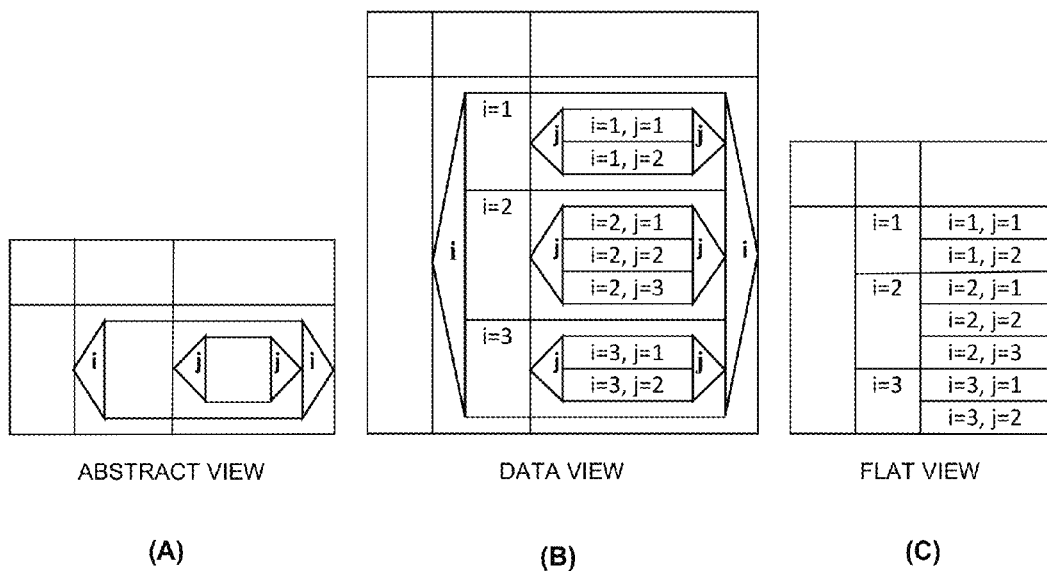 i j j i
ABSTRACT VIEW
(A)
i=1
j i=1, j=1 j
i=1, j=2
i=2
i j i=2, j=1 j i
i=2, j=2
i=2, j=3
i=3
j i=3, j=1 j
i=3, j=2
DATA VIEW
(B)
i=1 i=1, j=1
i=1, j=2
i=2 i=2, j=1
i=2, j=2
i=2, j=3
i=3 i=3, j=1
i=3, j=2
FLAT VIEW
(C)